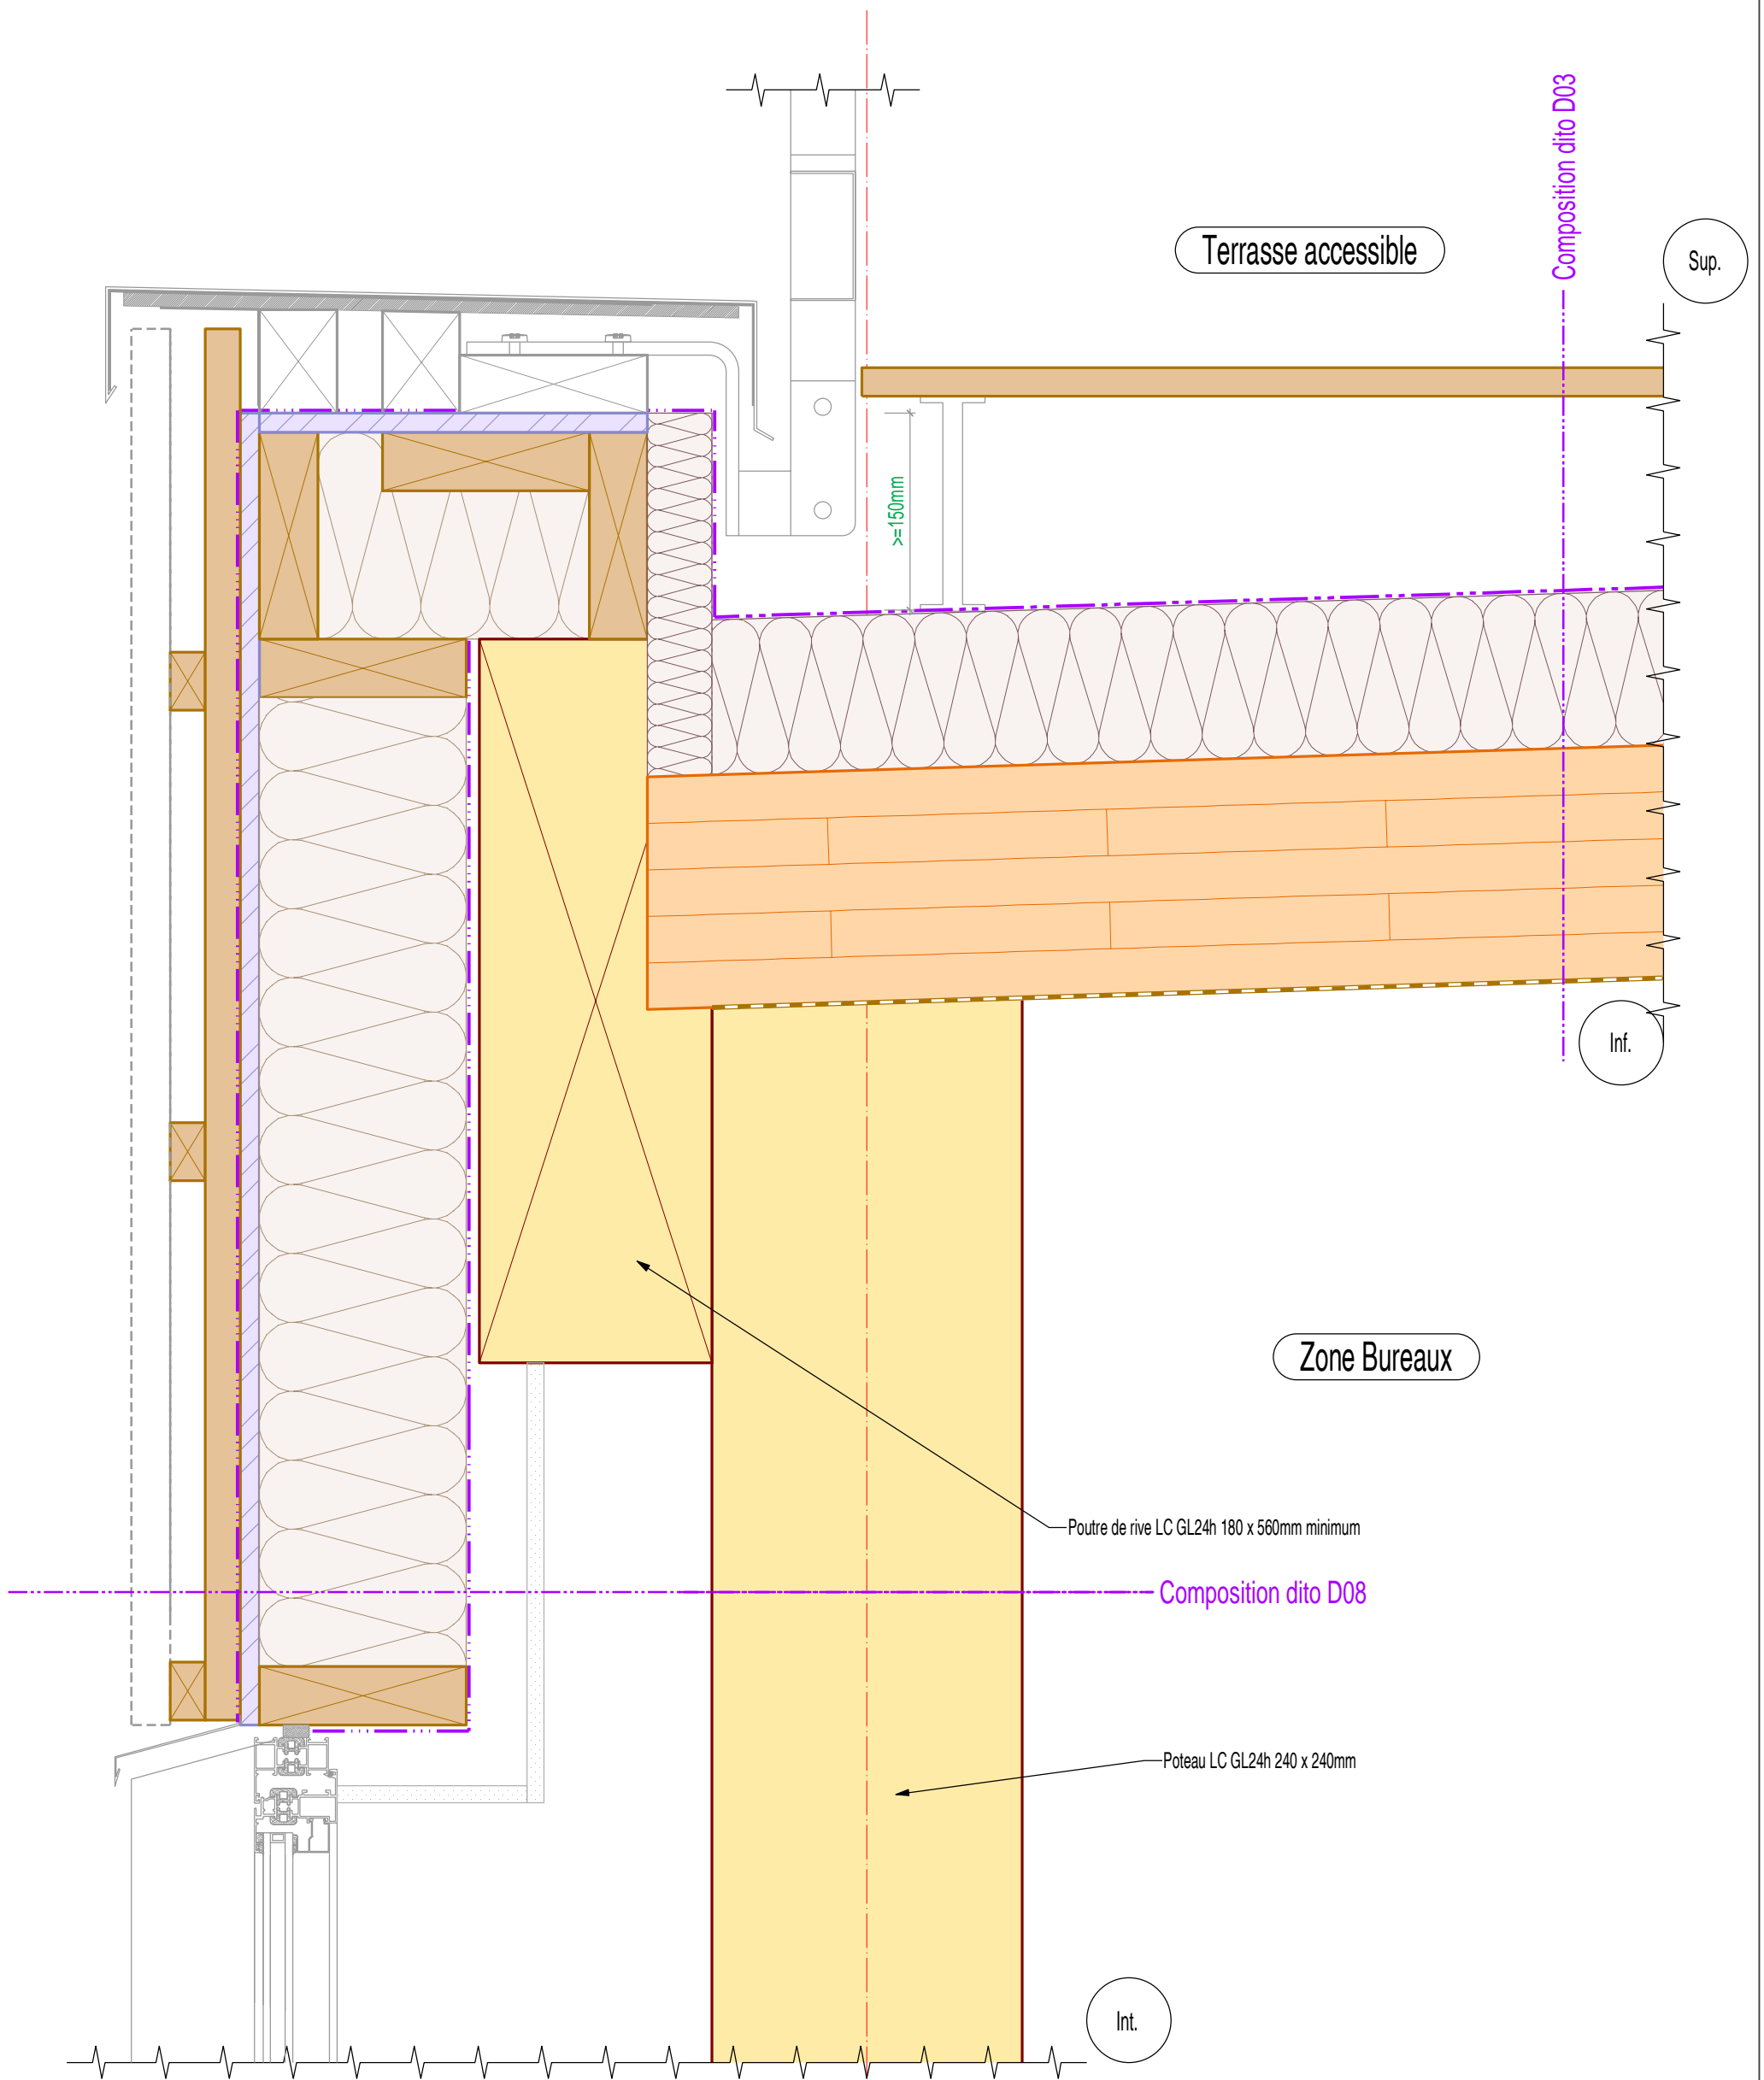 Composition dito D03
Terrasse accessible
Sup.
>=150mm
Inf.
Zone Bureaux
Poutre de rive LC GL24h 180 x 560mm minimum
Composition dito D08
Poteau LC GL24h 240 x 240mm
Int.